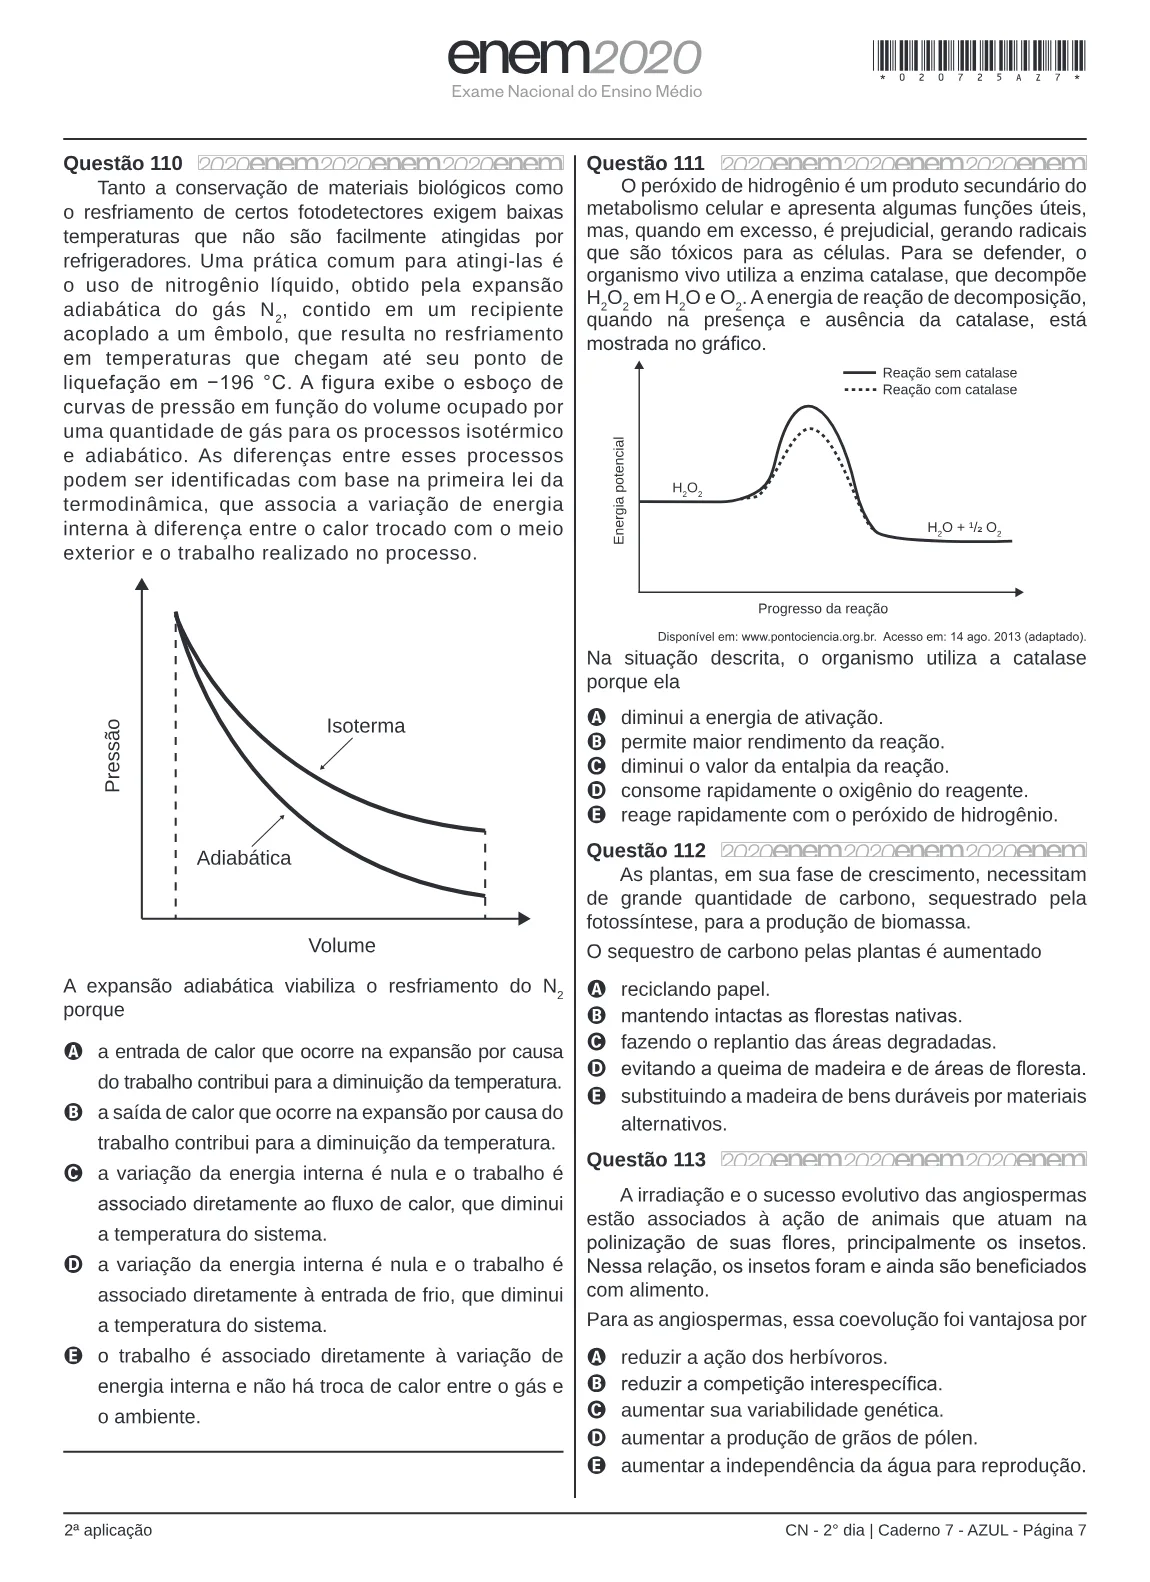 enem2020
Exame Nacional do Ensino Médio
*020725AZ7*
Questão 110 2020enem2020enem2020enem
Tanto a conservação de materiais biológicos como
o resfriamento de certos fotodetectores exigem baixas
temperaturas que não são facilmente atingidas por
refrigeradores. Uma prática comum para atingi-las é
o uso de nitrogênio líquido, obtido pela expansão
adiabática do gás N2, contido em um recipiente
acoplado a um êmbolo, que resulta no resfriamento
em temperaturas que chegam até seu ponto de
liquefação em −196 °C. A figura exibe o esboço de
curvas de pressão em função do volume ocupado por
uma quantidade de gás para os processos isotérmico
e adiabático. As diferenças entre esses processos
podem ser identificadas com base na primeira lei da
termodinâmica, que associa a variação de energia
interna à diferença entre o calor trocado com o meio
exterior e o trabalho realizado no processo.
Pressão
Isoterma
Adiabática
Volume
A expansão adiabática viabiliza o resfriamento do N2
porque
A a entrada de calor que ocorre na expansão por causa
do trabalho contribui para a diminuição da temperatura.
B a saída de calor que ocorre na expansão por causa do
trabalho contribui para a diminuição da temperatura.
C a variação da energia interna é nula e o trabalho é
associado diretamente ao fluxo de calor, que diminui
a temperatura do sistema.
D a variação da energia interna é nula e o trabalho é
associado diretamente à entrada de frio, que diminui
a temperatura do sistema.
E o trabalho é associado diretamente à variação de
energia interna e não há troca de calor entre o gás e
o ambiente.
Questão 111 2020enem2020enem2020enem
O peróxido de hidrogênio é um produto secundário do
metabolismo celular e apresenta algumas funções úteis,
mas, quando em excesso, é prejudicial, gerando radicais
que são tóxicos para as células. Para se defender, o
organismo vivo utiliza a enzima catalase, que decompõe
H2O2 em H2O e O2. A energia de reação de decomposição,
quando na presença e ausência da catalase, está
mostrada no gráfico.
Reação sem catalase
Reação com catalase
Energia potencial
H2O2
H2O + ½ O2
Progresso da reação
Disponível em: www.pontociencia.org.br. Acesso em: 14 ago. 2013 (adaptado).
Na situação descrita, o organismo utiliza a catalase
porque ela
A diminui a energia de ativação.
B permite maior rendimento da reação.
C diminui o valor da entalpia da reação.
D consome rapidamente o oxigênio do reagente.
E reage rapidamente com o peróxido de hidrogênio.
Questão 112 2020enem2020enem2020enem
As plantas, em sua fase de crescimento, necessitam
de grande quantidade de carbono, sequestrado pela
fotossíntese, para a produção de biomassa.
O sequestro de carbono pelas plantas é aumentado
A reciclando papel.
B mantendo intactas as florestas nativas.
C fazendo o replantio das áreas degradadas.
D evitando a queima de madeira e de áreas de floresta.
E substituindo a madeira de bens duráveis por materiais
alternativos.
Questão 113 2020enem2020enem2020enem
A irradiação e o sucesso evolutivo das angiospermas
estão associados à ação de animais que atuam na
polinização de suas flores, principalmente os insetos.
Nessa relação, os insetos foram e ainda são beneficiados
com alimento.
Para as angiospermas, essa coevolução foi vantajosa por
A reduzir a ação dos herbívoros.
B reduzir a competição interespecífica.
C aumentar sua variabilidade genética.
D aumentar a produção de grãos de pólen.
E aumentar a independência da água para reprodução.
2ª aplicação
CN - 2° dia | Caderno 7 - AZUL - Página 7